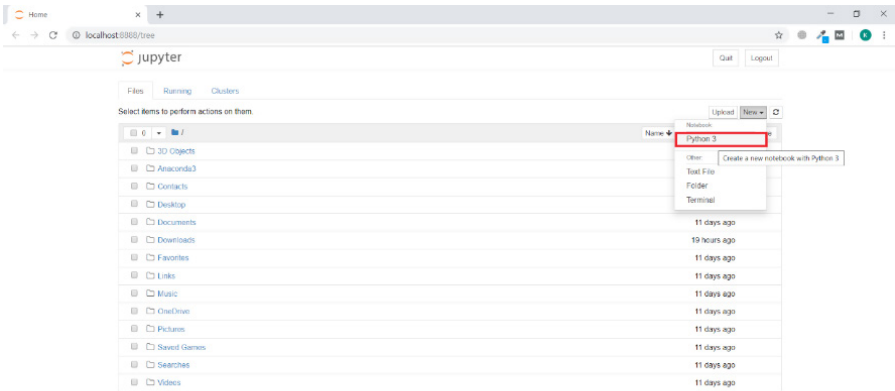 Home
localhost:8888/tree
K
jupyter
Quit Logout
Files Running Clusters
Select items to perform actions on them.
Upload New
0 /
Name
Notebook
Python 3
Create a new notebook with Python 3
Other:
Text File
Folder
Terminal
3D Objects
Anaconda3
Contacts
Desktop
Documents 11 days ago
Downloads 19 hours ago
Favorites 11 days ago
Links 11 days ago
Music 11 days ago
OneDrive 11 days ago
Pictures 11 days ago
Saved Games 11 days ago
Searches 11 days ago
Videos 11 days ago